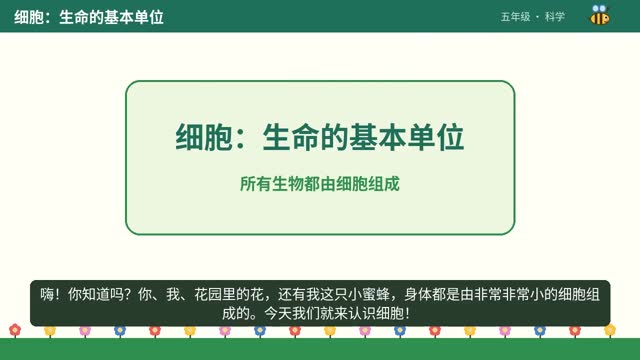 细胞：生命的基本单位
五年级 · 科学
细胞：生命的基本单位
所有生物都由细胞组成
嗨！你知道吗？你、我、花园里的花，还有我这只小蜜蜂，身体都是由非常非常小的细胞组
成的。今天我们就来认识细胞！